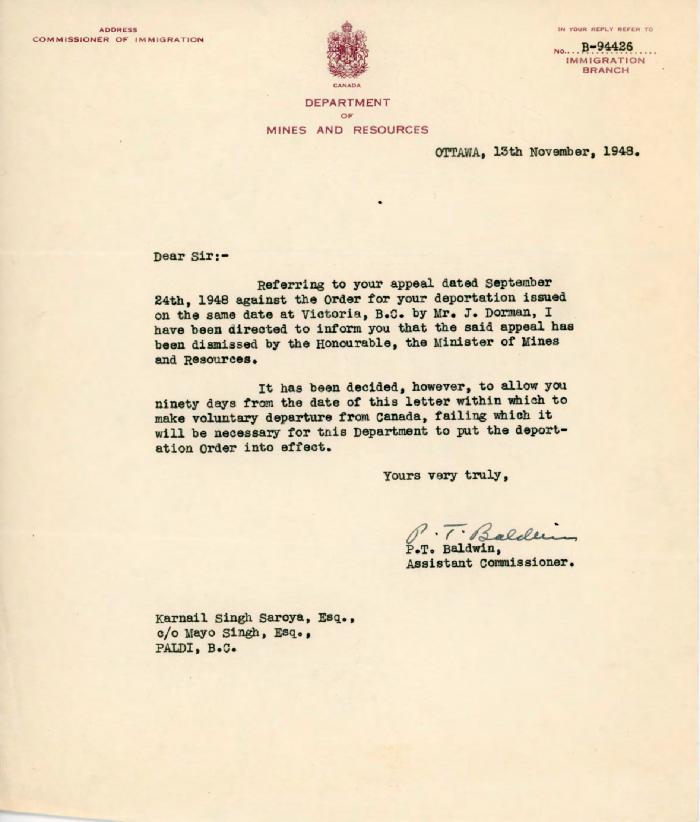 ADDRESS
COMMISSIONER OF IMMIGRATION
CANADA
DEPARTMENT
OF
MINES AND RESOURCES
IN YOUR REPLY REFER TO
No.... B-94426
IMMIGRATION
BRANCH
OTTAWA, 13th November, 1948.
Dear Sir:-
Referring to your appeal dated September
24th, 1948 against the Order for your deportation issued
on the same date at Victoria, B.C. by Mr. J. Dorman, I
have been directed to inform you that the said appeal has
been dismissed by the Honourable, the Minister of Mines
and Resources.
It has been decided, however, to allow you
ninety days from the date of this letter within which to
make voluntary departure from Canada, failing which it
will be necessary for this Department to put the deport-
ation Order into effect.
Yours very truly,
P. T. Baldwin
P.T. Baldwin,
Assistant Commissioner.
Karnail Singh Saroya, Esq.,
c/o Mayo Singh, Esq.,
PALDI, B.C.